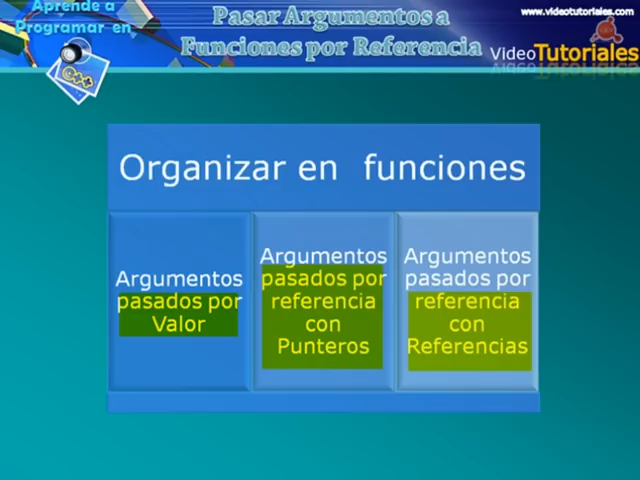 Aprende a
Programar en
C++
Pasar Argumentos a
Funciones por Referencia
www.videotutoriales.com
VideoTutoriales
Organizar en funciones
Argumentos
pasados por
Valor
Argumentos
pasados por
referencia
con
Punteros
Argumentos
pasados por
referencia
con
Referencias